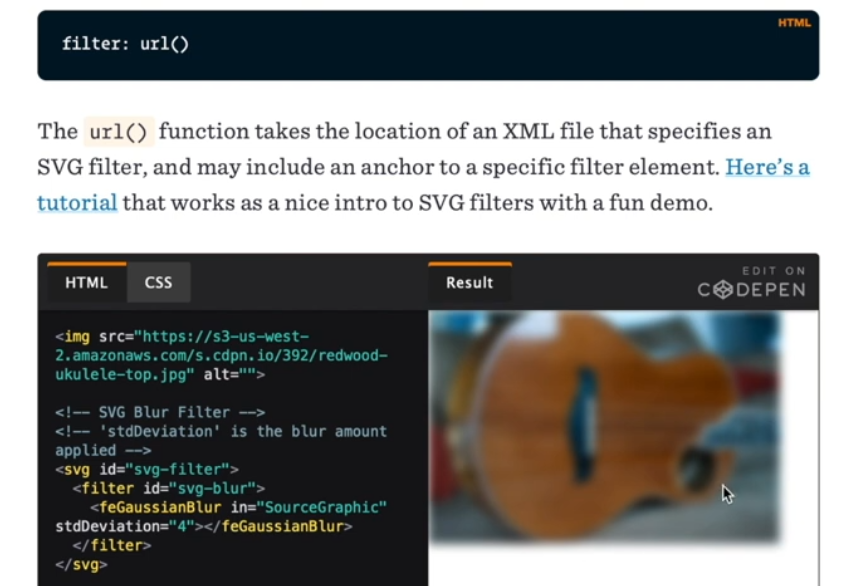 HTML
filter: url()
The url() function takes the location of an XML file that specifies an
SVG filter, and may include an anchor to a specific filter element. Here's a
tutorial that works as a nice intro to SVG filters with a fun demo.
HTML CSS Result EDIT ON
CODEPEN
<img src="https://s3-us-west-
2.amazonaws.com/s.cdpn.io/392/redwood-
ukulele-top.jpg" alt="">
<!-- SVG Blur Filter -->
<!-- 'stdDeviation' is the blur amount
applied -->
<svg id="svg-filter">
<filter id="svg-blur">
<feGaussianBlur in="SourceGraphic"
stdDeviation="4"></feGaussianBlur>
</filter>
</svg>